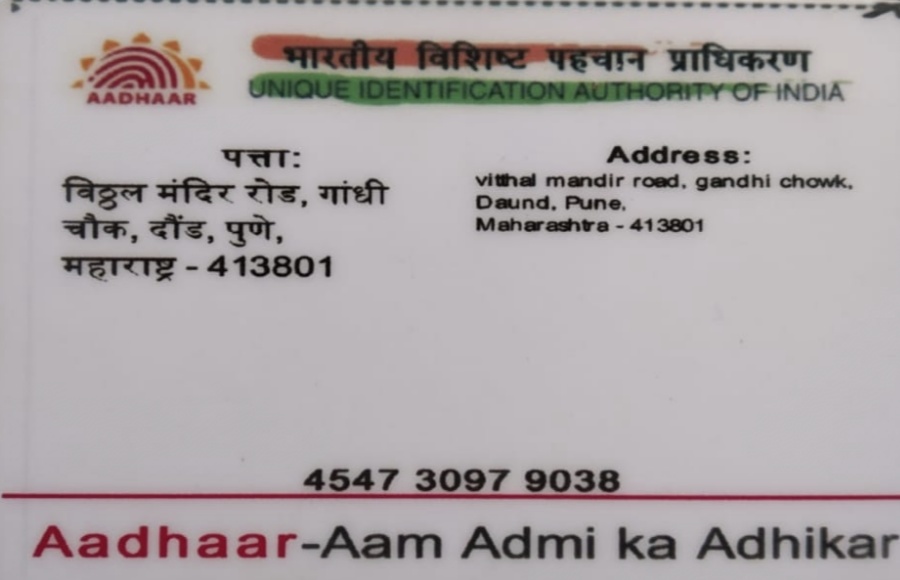 AADHAAR
भारतीय विशिष्ट पहचान प्राधिकरण
UNIQUE IDENTIFICATION AUTHORITY OF INDIA
पत्ता:
विठ्ठल मंदिर रोड, गांधी
चौक, दौंड, पुणे,
महाराष्ट्र - 413801
Address:
vitthal mandir road, gandhi chowk,
Daund, Pune,
Maharashtra - 413801
4547 3097 9038
Aadhaar-Aam Admi ka Adhikar